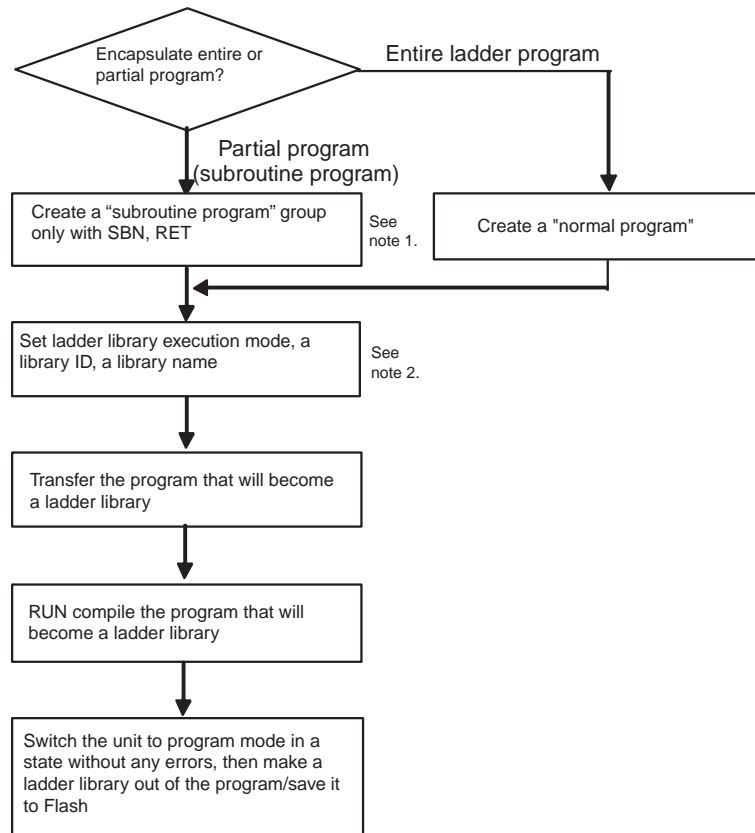 Encapsulate entire or
partial program?
Entire ladder program
Partial program
(subroutine program)
Create a “subroutine program” group
only with SBN, RET
See
note 1.
Create a "normal program"
Set ladder library execution mode, a
library ID, a library name
See
note 2.
Transfer the program that will become
a ladder library
RUN compile the program that will
become a ladder library
Switch the unit to program mode in a
state without any errors, then make a
ladder library out of the program/save it
to Flash